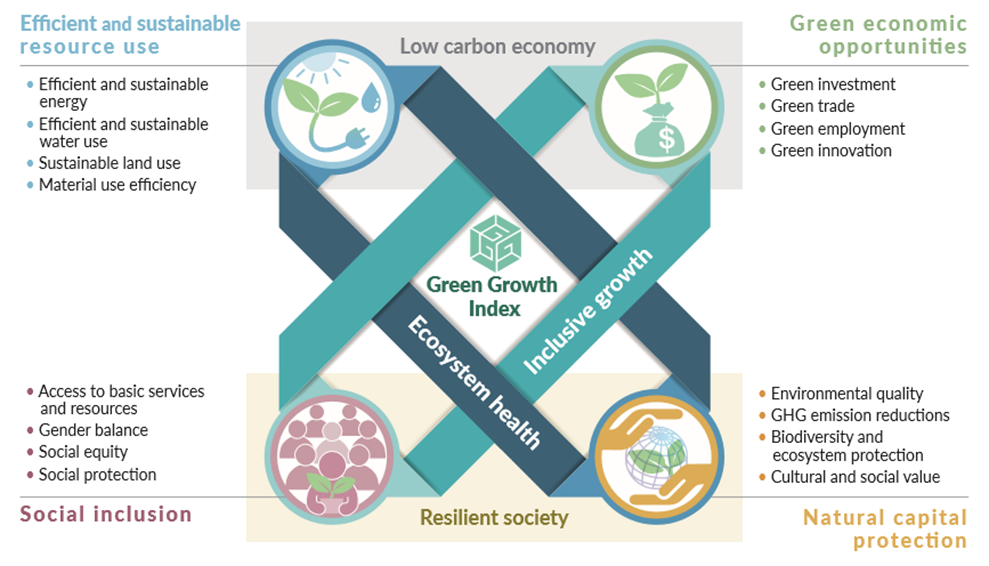 Efficient and sustainable
resource use
• Efficient and sustainable
energy
• Efficient and sustainable
water use
• Sustainable land use
• Material use efficiency
Low carbon economy
Green economic
opportunities
• Green investment
• Green trade
• Green employment
• Green innovation
$
GGGI
Green Growth
Index
Inclusive growth
Ecosystem health
• Access to basic services
and resources
• Gender balance
• Social equity
• Social protection
Social inclusion
Resilient society
• Environmental quality
• GHG emission reductions
• Biodiversity and
ecosystem protection
• Cultural and social value
Natural capital
protection